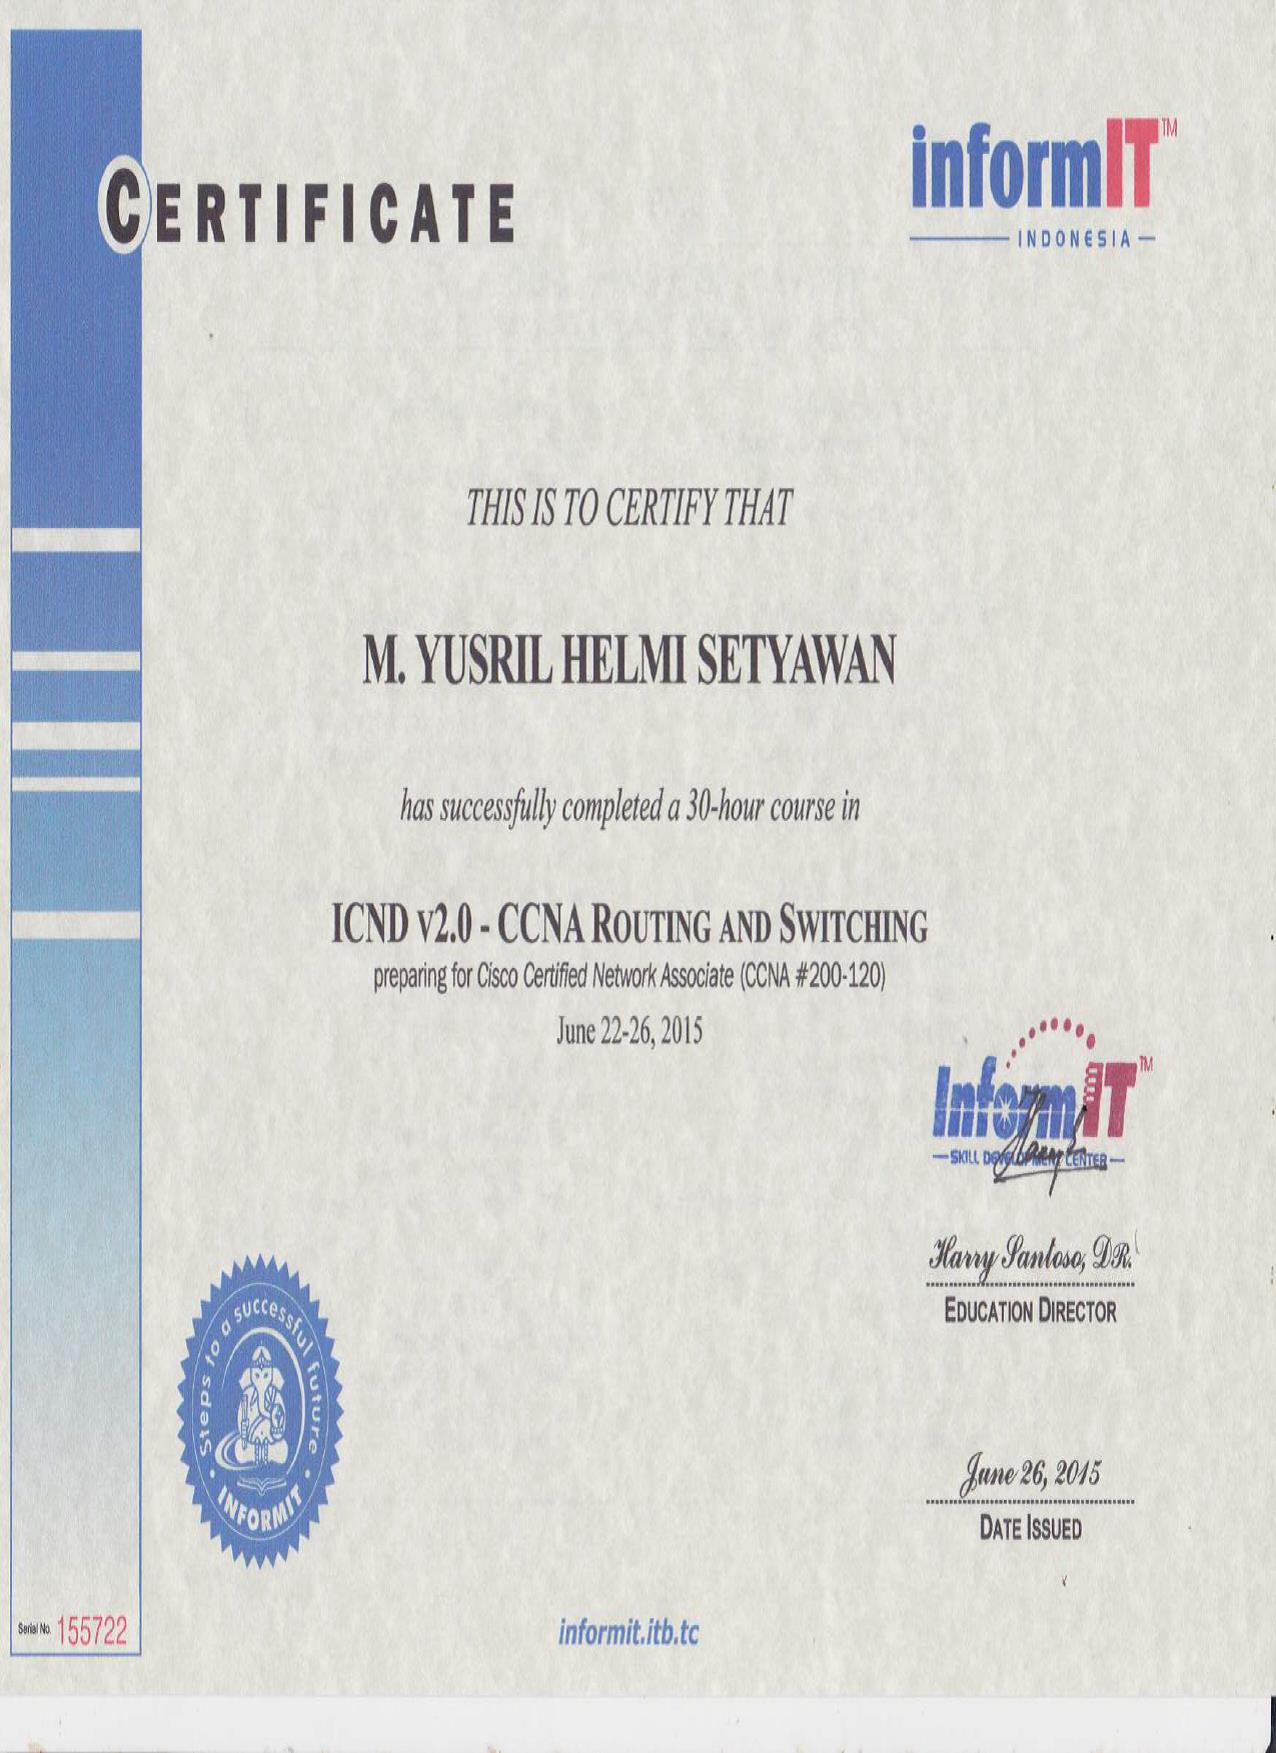 CERTIFICATE
informIT™
INDONESIA
THIS IS TO CERTIFY THAT
M. YUSRIL HELMI SETYAWAN
has successfully completed a 30-hour course in
ICND v2.0 - CCNA ROUTING AND SWITCHING
preparing for Cisco Certified Network Associate (CCNA #200-120)
June 22-26, 2015
InformIT™
SKILL DEVELOPMENT CENTER
Harry Santoso, DR.
EDUCATION DIRECTOR
Steps to a successful future
INFORMIT
June 26, 2015
DATE ISSUED
Serial No. 155722
informit.itb.tc